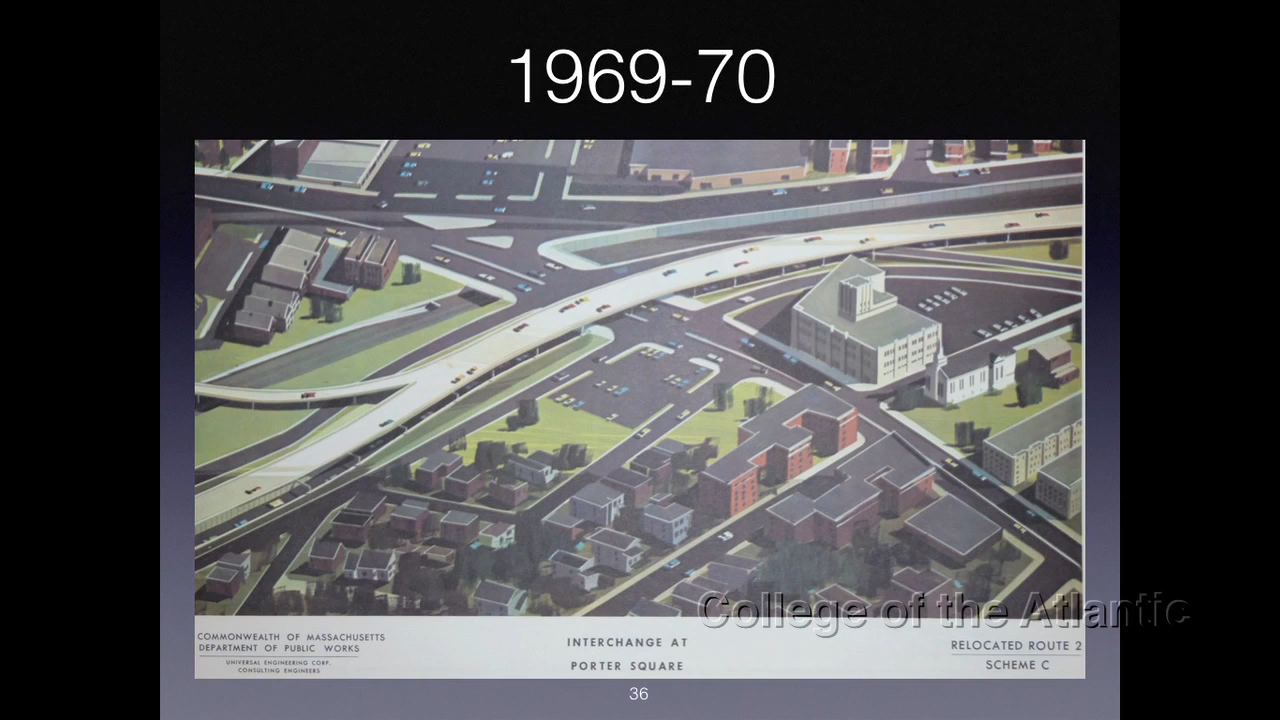 1969-70
COMMONWEALTH OF MASSACHUSETTS
DEPARTMENT OF PUBLIC WORKS
UNIVERSAL ENGINEERING CORP.
CONSULTING ENGINEERS
INTERCHANGE AT
PORTER SQUARE
RELOCATED ROUTE 2
SCHEME C
College of the Atlantic
36